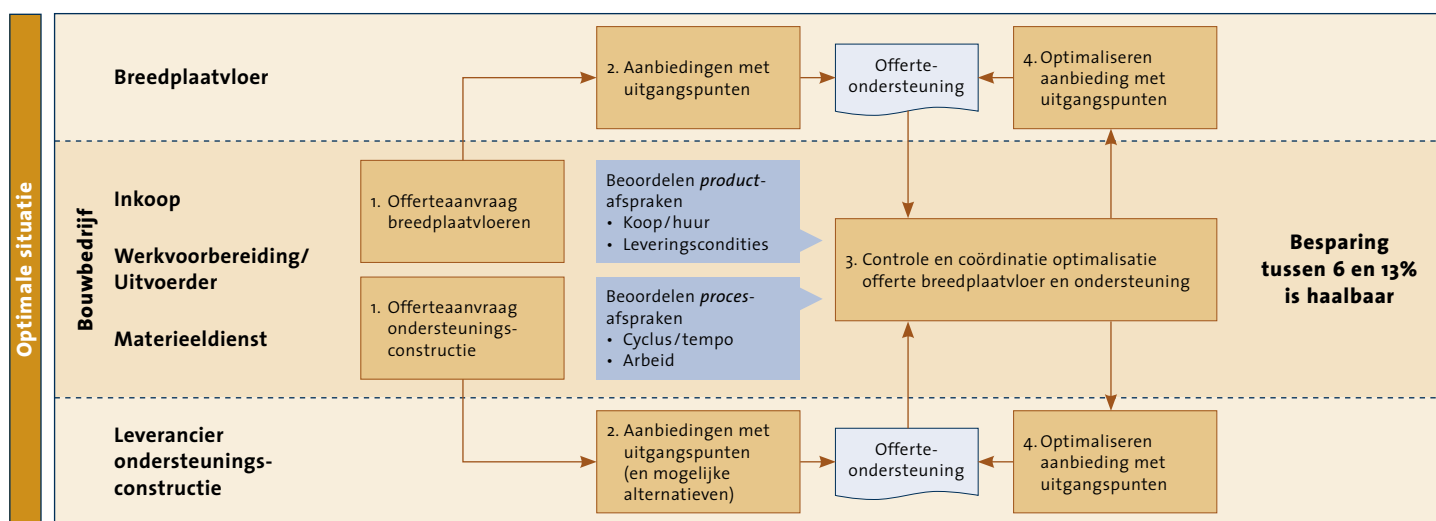 Optimale situatie
Breedplaatvloer
2. Aanbiedingen met
uitgangspunten
Offerte-
ondersteuning
4. Optimaliseren
aanbieding met
uitgangspunten
Bouwbedrijf
Inkoop
Werkvoorbereiding/
Uitvoerder
Materieeldienst
1. Offerteaanvraag
breedplaatvloeren
1. Offerteaanvraag
ondersteunings-
constructie
Beoordelen product-
afspraken
• Koop/huur
• Leveringscondities
Beoordelen proces-
afspraken
• Cyclus/tempo
• Arbeid
3. Controle en coördinatie optimalisatie
offerte breedplaatvloer en ondersteuning
Besparing
tussen 6 en 13%
is haalbaar
Leverancier
ondersteunings-
constructie
2. Aanbiedingen met
uitgangspunten
(en mogelijke
alternatieven)
Offerte-
ondersteuning
4. Optimaliseren
aanbieding met
uitgangspunten